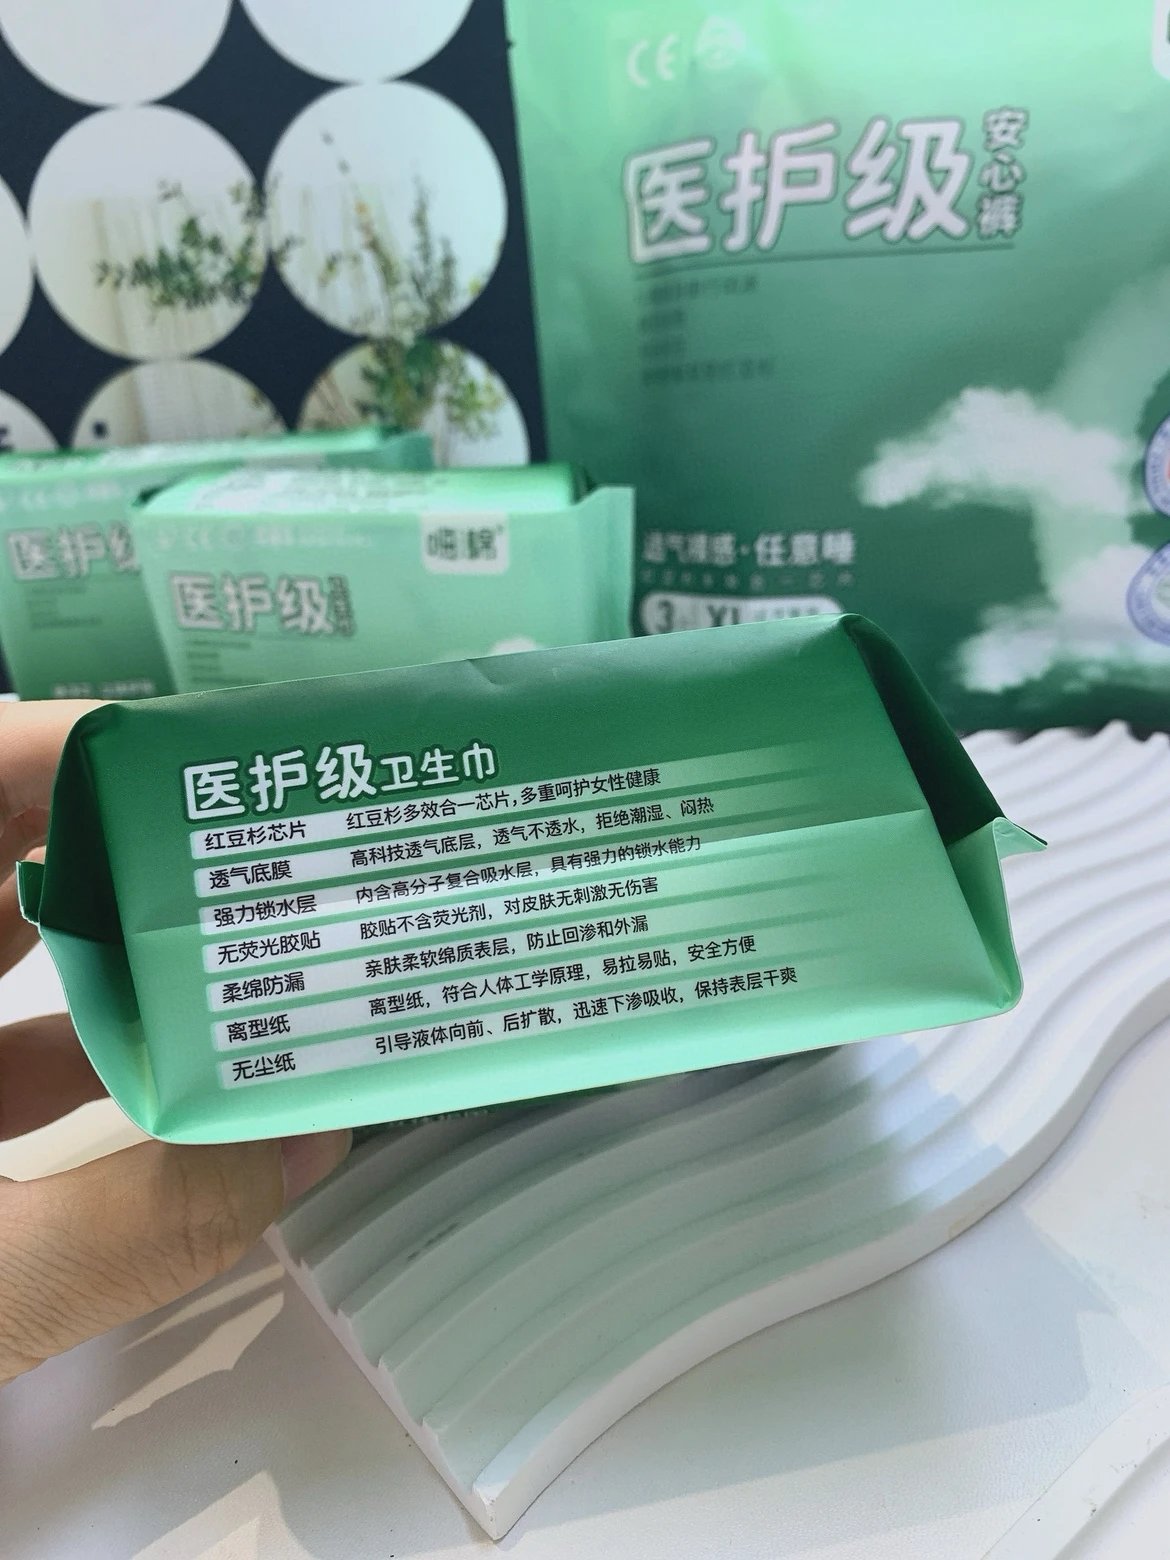 CE
医护级
安心裤
透气裸感·任意睡
3
XL
医护级
CE
医护级
医护级卫生巾
红豆杉芯片 红豆杉多效合一芯片,多重呵护女性健康
透气底膜 高科技透气底层，透气不透水，拒绝潮湿、闷热
强力锁水层 内含高分子复合吸水层，具有强力的锁水能力
无荧光胶贴 胶贴不含荧光剂，对皮肤无刺激无伤害
柔绵防漏 亲肤柔软绵质表层，防止回渗和外漏
离型纸 离型纸，符合人体工学原理，易拉易贴，安全方便
无尘纸 引导液体向前、后扩散，迅速下渗吸收，保持表层干爽